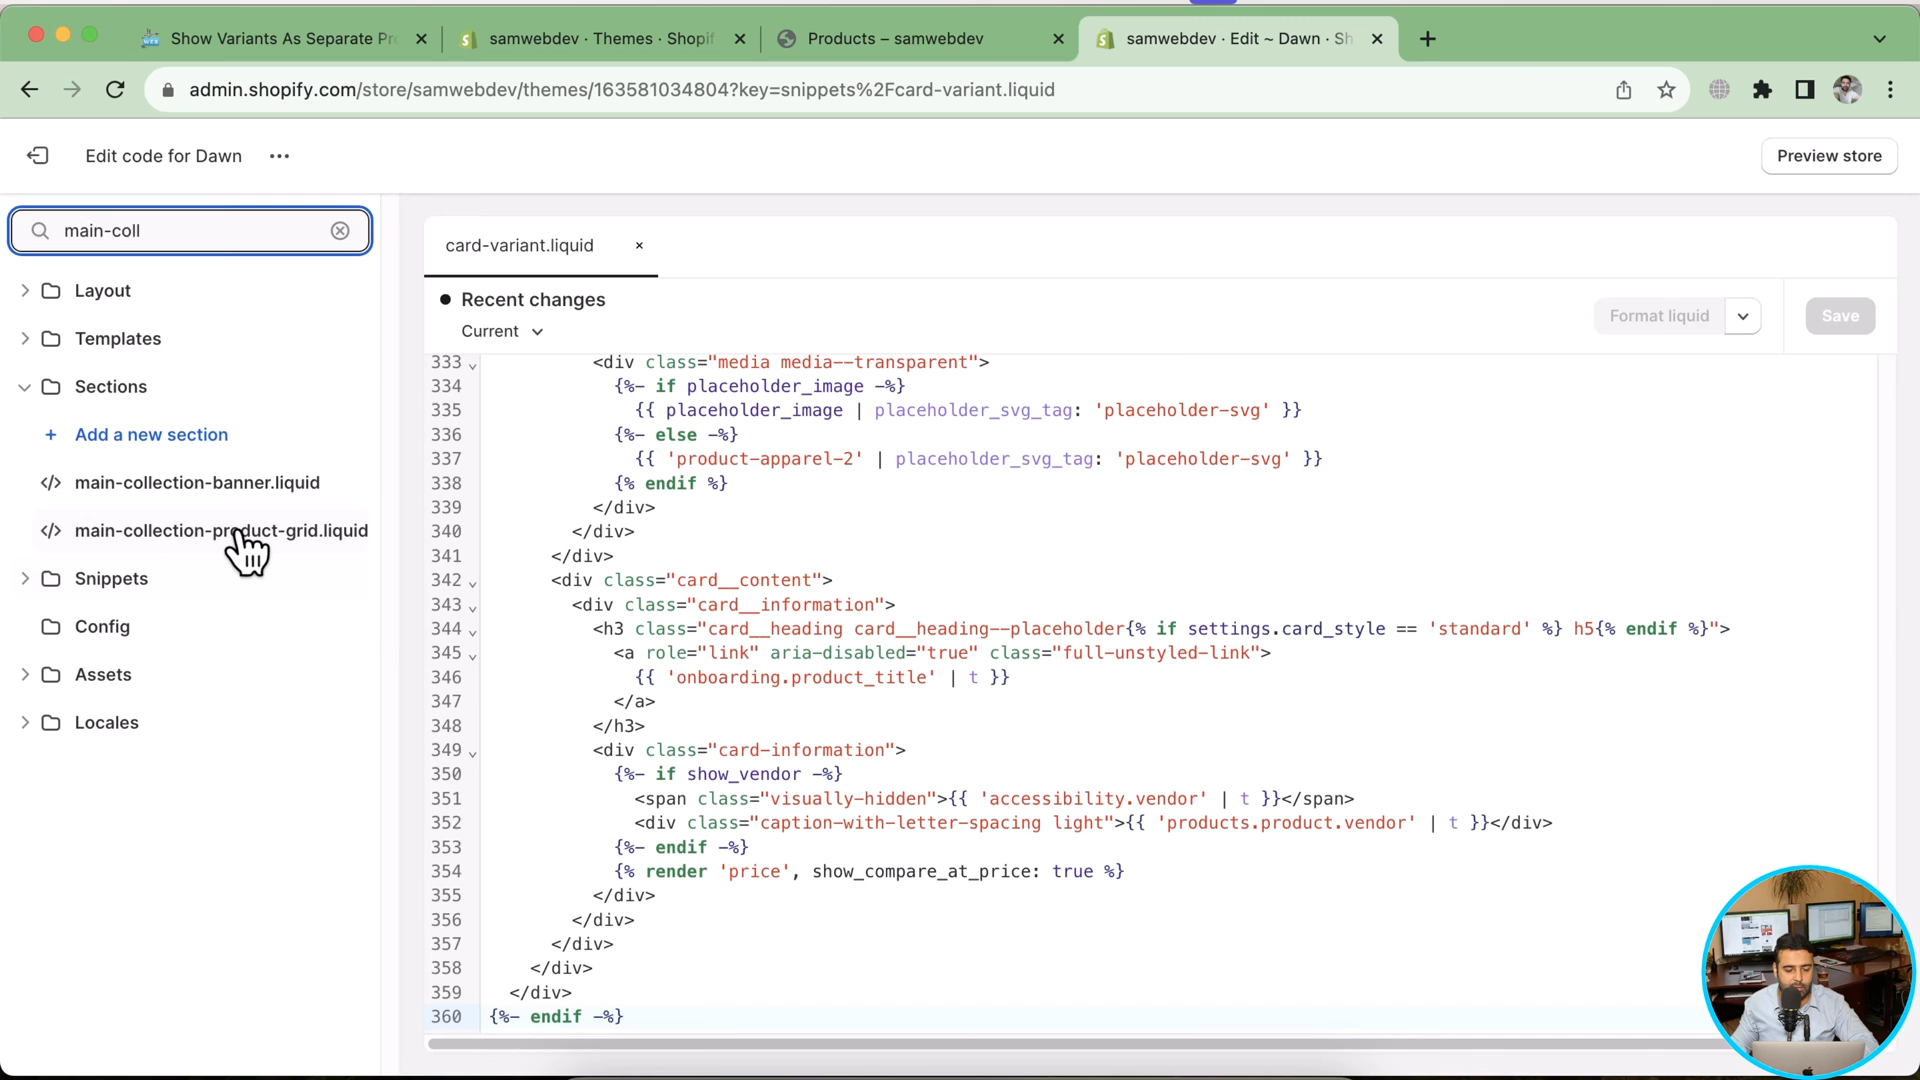 Show Variants As Separate Pr
samwebdev · Themes · Shopif
Products – samwebdev
samwebdev · Edit ~ Dawn · Sh
admin.shopify.com/store/samwebdev/themes/163581034804?key=snippets%2Fcard-variant.liquid
Edit code for Dawn
Preview store
main-coll
Layout
Templates
Sections
Add a new section
main-collection-banner.liquid
main-collection-product-grid.liquid
Snippets
Config
Assets
Locales
card-variant.liquid
Recent changes
Current
Format liquid
Save
333 <div class="media media--transparent">
334 {%- if placeholder_image -%}
335 {{ placeholder_image | placeholder_svg_tag: 'placeholder-svg' }}
336 {%- else -%}
337 {{ 'product-apparel-2' | placeholder_svg_tag: 'placeholder-svg' }}
338 {% endif %}
339 </div>
340 </div>
341 </div>
342 <div class="card__content">
343 <div class="card__information">
344 <h3 class="card__heading card__heading--placeholder{% if settings.card_style == 'standard' %} h5{% endif %}">
345 <a role="link" aria-disabled="true" class="full-unstyled-link">
346 {{ 'onboarding.product_title' | t }}
347 </a>
348 </h3>
349 <div class="card-information">
350 {%- if show_vendor -%}
351 <span class="visually-hidden">{{ 'accessibility.vendor' | t }}</span>
352 <div class="caption-with-letter-spacing light">{{ 'products.product.vendor' | t }}</div>
353 {%- endif -%}
354 {% render 'price', show_compare_at_price: true %}
355 </div>
356 </div>
357 </div>
358 </div>
359 </div>
360 {%- endif -%}